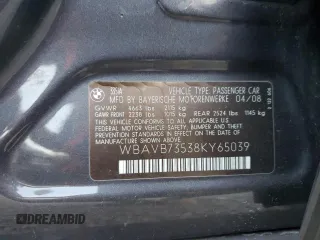 BMW VEHICLE TYPE PASSENGER CAR
MFD BY BAYERISCHE MOTORENWERKE 04/08
GVWR 4663 lbs 2115 kg
GAWR FRONT 2238 lbs 1015 kg REAR 2524 lbs 1145 kg
THIS VEHICLE CONFORMS TO ALL APPLICABLE
FEDERAL MOTOR VEHICLE SAFETY, BUMPER AND
THEFT PREVENTION STANDARDS IN EFFECT ON
THE DATE OF MANUFACTURE SHOWN ABOVE.
WBAVB73538KY65039
DREAMBID